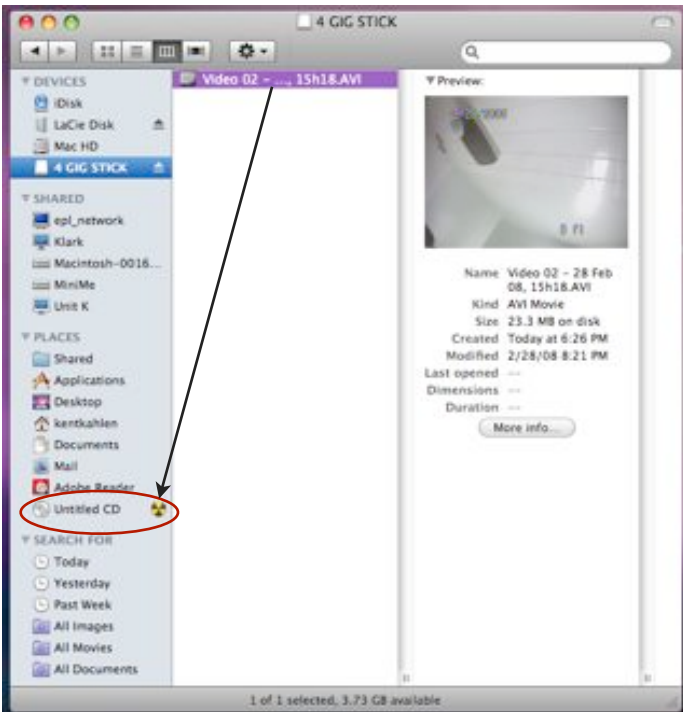 4 GIG STICK
DEVICES
iDisk
LaCie Disk
Mac HD
4 GIG STICK
SHARED
epl_network
Klark
Macintosh-0016...
MiniMe
Unit K
PLACES
Shared
Applications
Desktop
kentkahlen
Documents
Mail
Adobe Reader
Untitled CD
SEARCH FOR
Today
Yesterday
Past Week
All Images
All Movies
All Documents
Video 02 – ..., 15h18.AVI
Preview:
Name Video 02 – 28 Feb
08, 15h18.AVI
Kind AVI Movie
Size 23.3 MB on disk
Created Today at 6:26 PM
Modified 2/28/08 8:21 PM
Last opened --
Dimensions --
Duration --
More info...
1 of 1 selected, 3.73 GB available